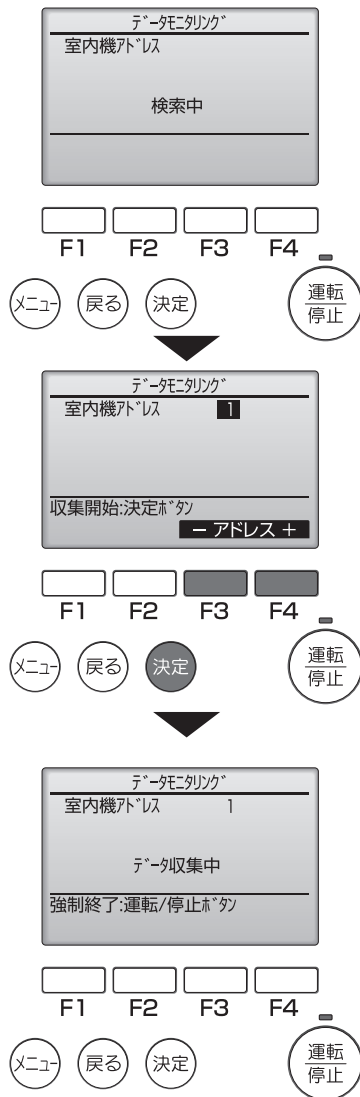 データモニタリング
室内機アドレス
検索中
F1 F2 F3 F4
メニュー 戻る 決定 運転/停止
データモニタリング
室内機アドレス 1
収集開始:決定ボタン
− アドレス +
F1 F2 F3 F4
メニュー 戻る 決定 運転/停止
データモニタリング
室内機アドレス 1
データ収集中
強制終了:運転/停止ボタン
F1 F2 F3 F4
メニュー 戻る 決定 運転/停止